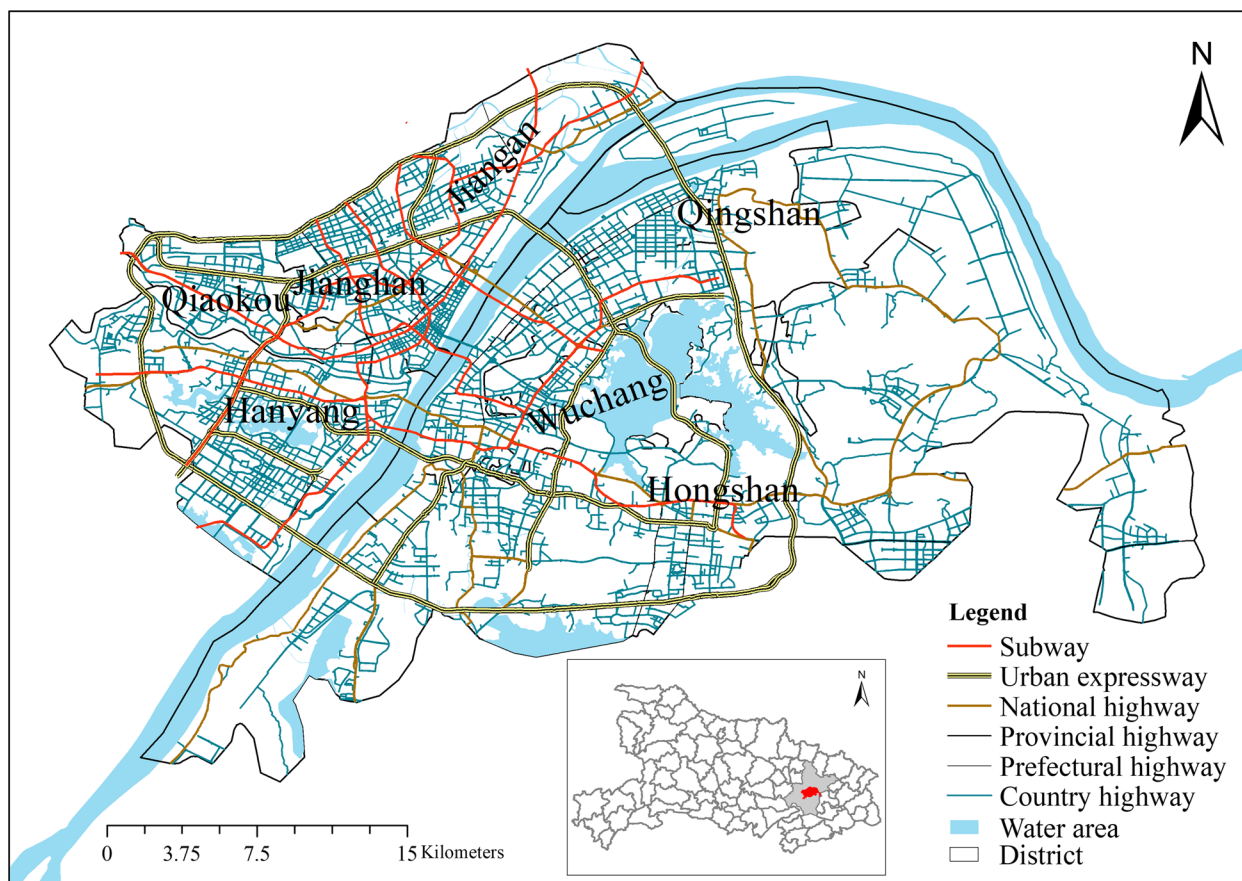 N
Jiangan
Qingshan
Jianghan
Qiaokou
Wuchang
Hanyang
Hongshan
Legend
Subway
Urban expressway
National highway
Provincial highway
Prefectural highway
Country highway
Water area
District
N
0 3.75 7.5 15 Kilometers